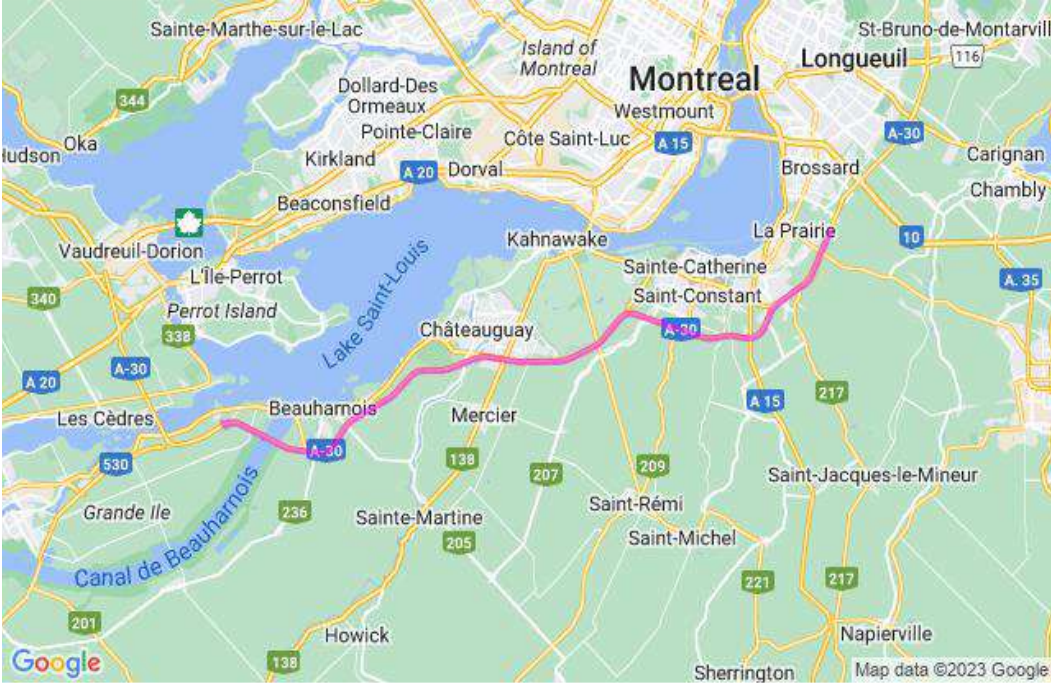 Sainte-Marthe-sur-le-Lac
St-Bruno-de-Montarvill
Island of
Montreal
Longueuil
116
Montreal
Dollard-Des
Ormeaux
344
Westmount
Pointe-Claire
Côte Saint-Luc
A-30
Oka
A 15
Hudson
Kirkland
Carignan
A 20
Dorval
Brossard
Chambly
Beaconsfield
La Prairie
Kahnawake
10
Vaudreuil-Dorion
L'Île-Perrot
Sainte-Catherine
A. 35
340
Saint-Constant
Perrot Island
Lake Saint-Louis
Châteauguay
A-30
338
A-30
A 20
217
A 15
Les Cèdres
Beauharnois
Mercier
A-30
530
138
209
207
Saint-Jacques-le-Mineur
Grande Ile
236
Canal de Beauharnois
Sainte-Martine
Saint-Rémi
205
Saint-Michel
221
217
201
Howick
Napierville
Google
138
Sherrington
Map data ©2023 Google